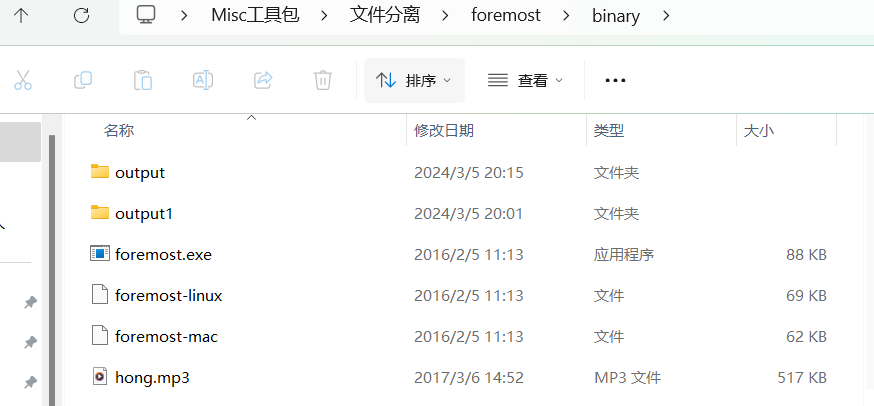 Misc工具包 > 文件分离 > foremost > binary >
排序 查看 ...
名称 修改日期 类型 大小
output 2024/3/5 20:15 文件夹
output1 2024/3/5 20:01 文件夹
foremost.exe 2016/2/5 11:13 应用程序 88 KB
foremost-linux 2016/2/5 11:13 文件 69 KB
foremost-mac 2016/2/5 11:13 文件 62 KB
hong.mp3 2017/3/6 14:52 MP3 文件 517 KB